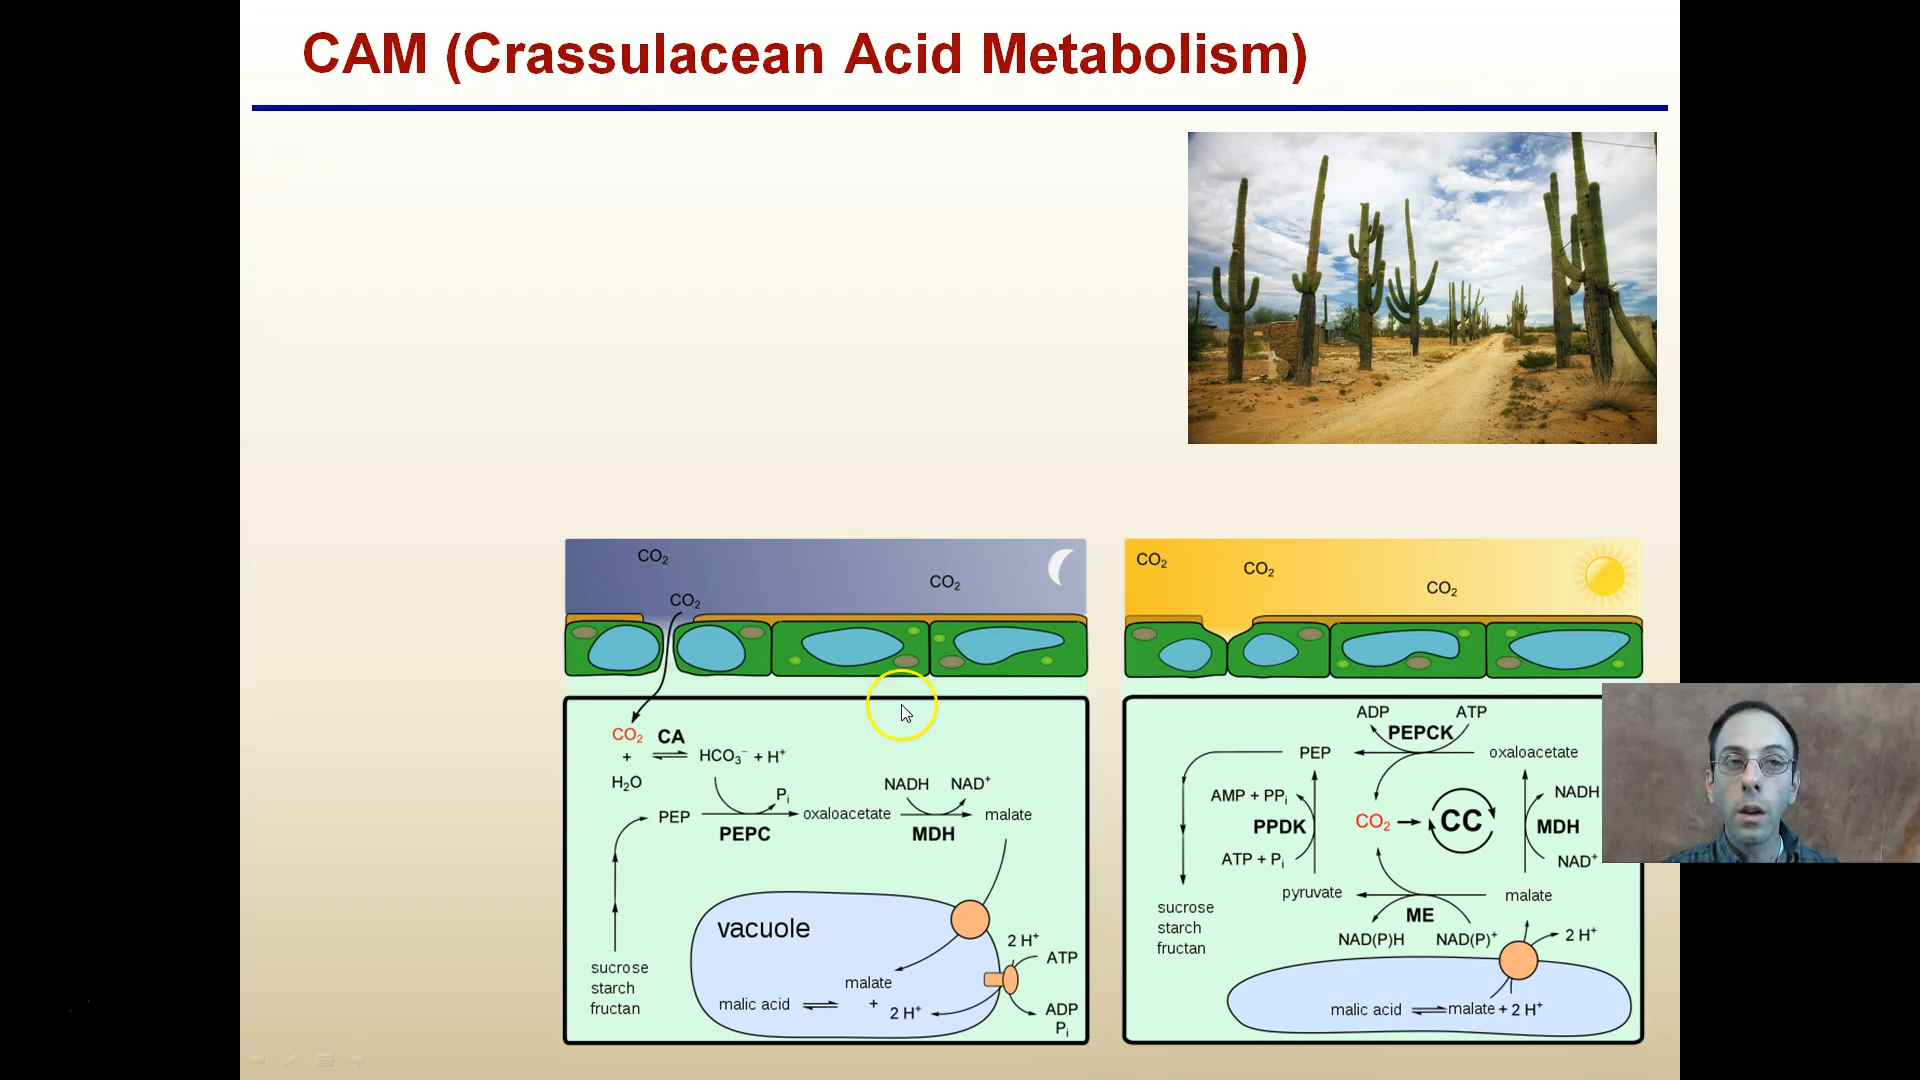 CAM (Crassulacean Acid Metabolism)
CO₂
CO₂
CO₂
CO₂ CA
+
H₂O
HCO₃⁻ + H⁺
PEP
PEPC
Pᵢ
oxaloacetate
NADH NAD⁺
MDH
malate
sucrose
starch
fructan
vacuole
malate
malic acid
+
2 H⁺
2 H⁺
ATP
ADP
Pᵢ
CO₂
CO₂
CO₂
ADP ATP
PEPCK
PEP
oxaloacetate
AMP + PPᵢ
PPDK
ATP + Pᵢ
CO₂
CC
NADH
MDH
NAD⁺
pyruvate
malate
ME
NAD(P)H NAD(P)⁺
sucrose
starch
fructan
2 H⁺
malic acid
malate + 2 H⁺